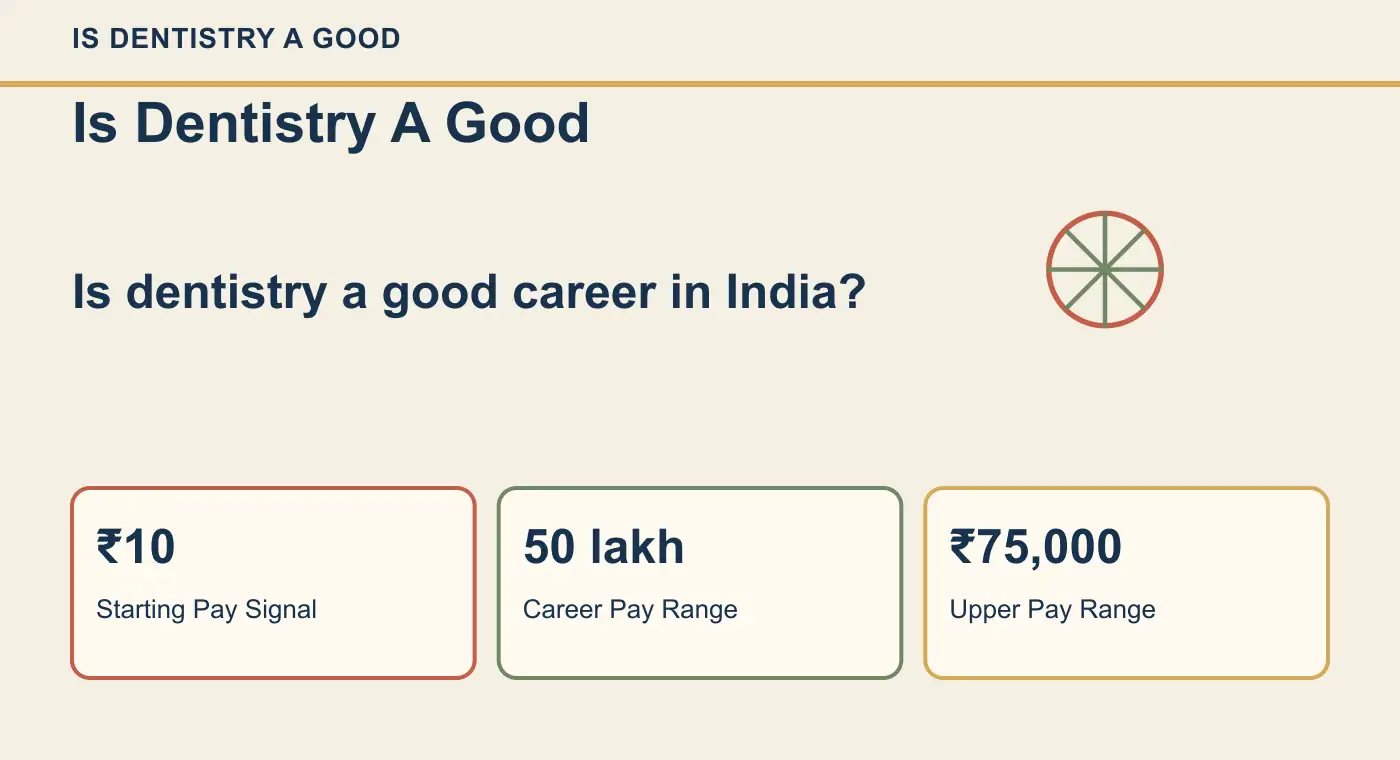 IS DENTISTRY A GOOD
Is Dentistry A Good
Is dentistry a good career in India?
₹10
Starting Pay Signal
50 lakh
Career Pay Range
₹75,000
Upper Pay Range